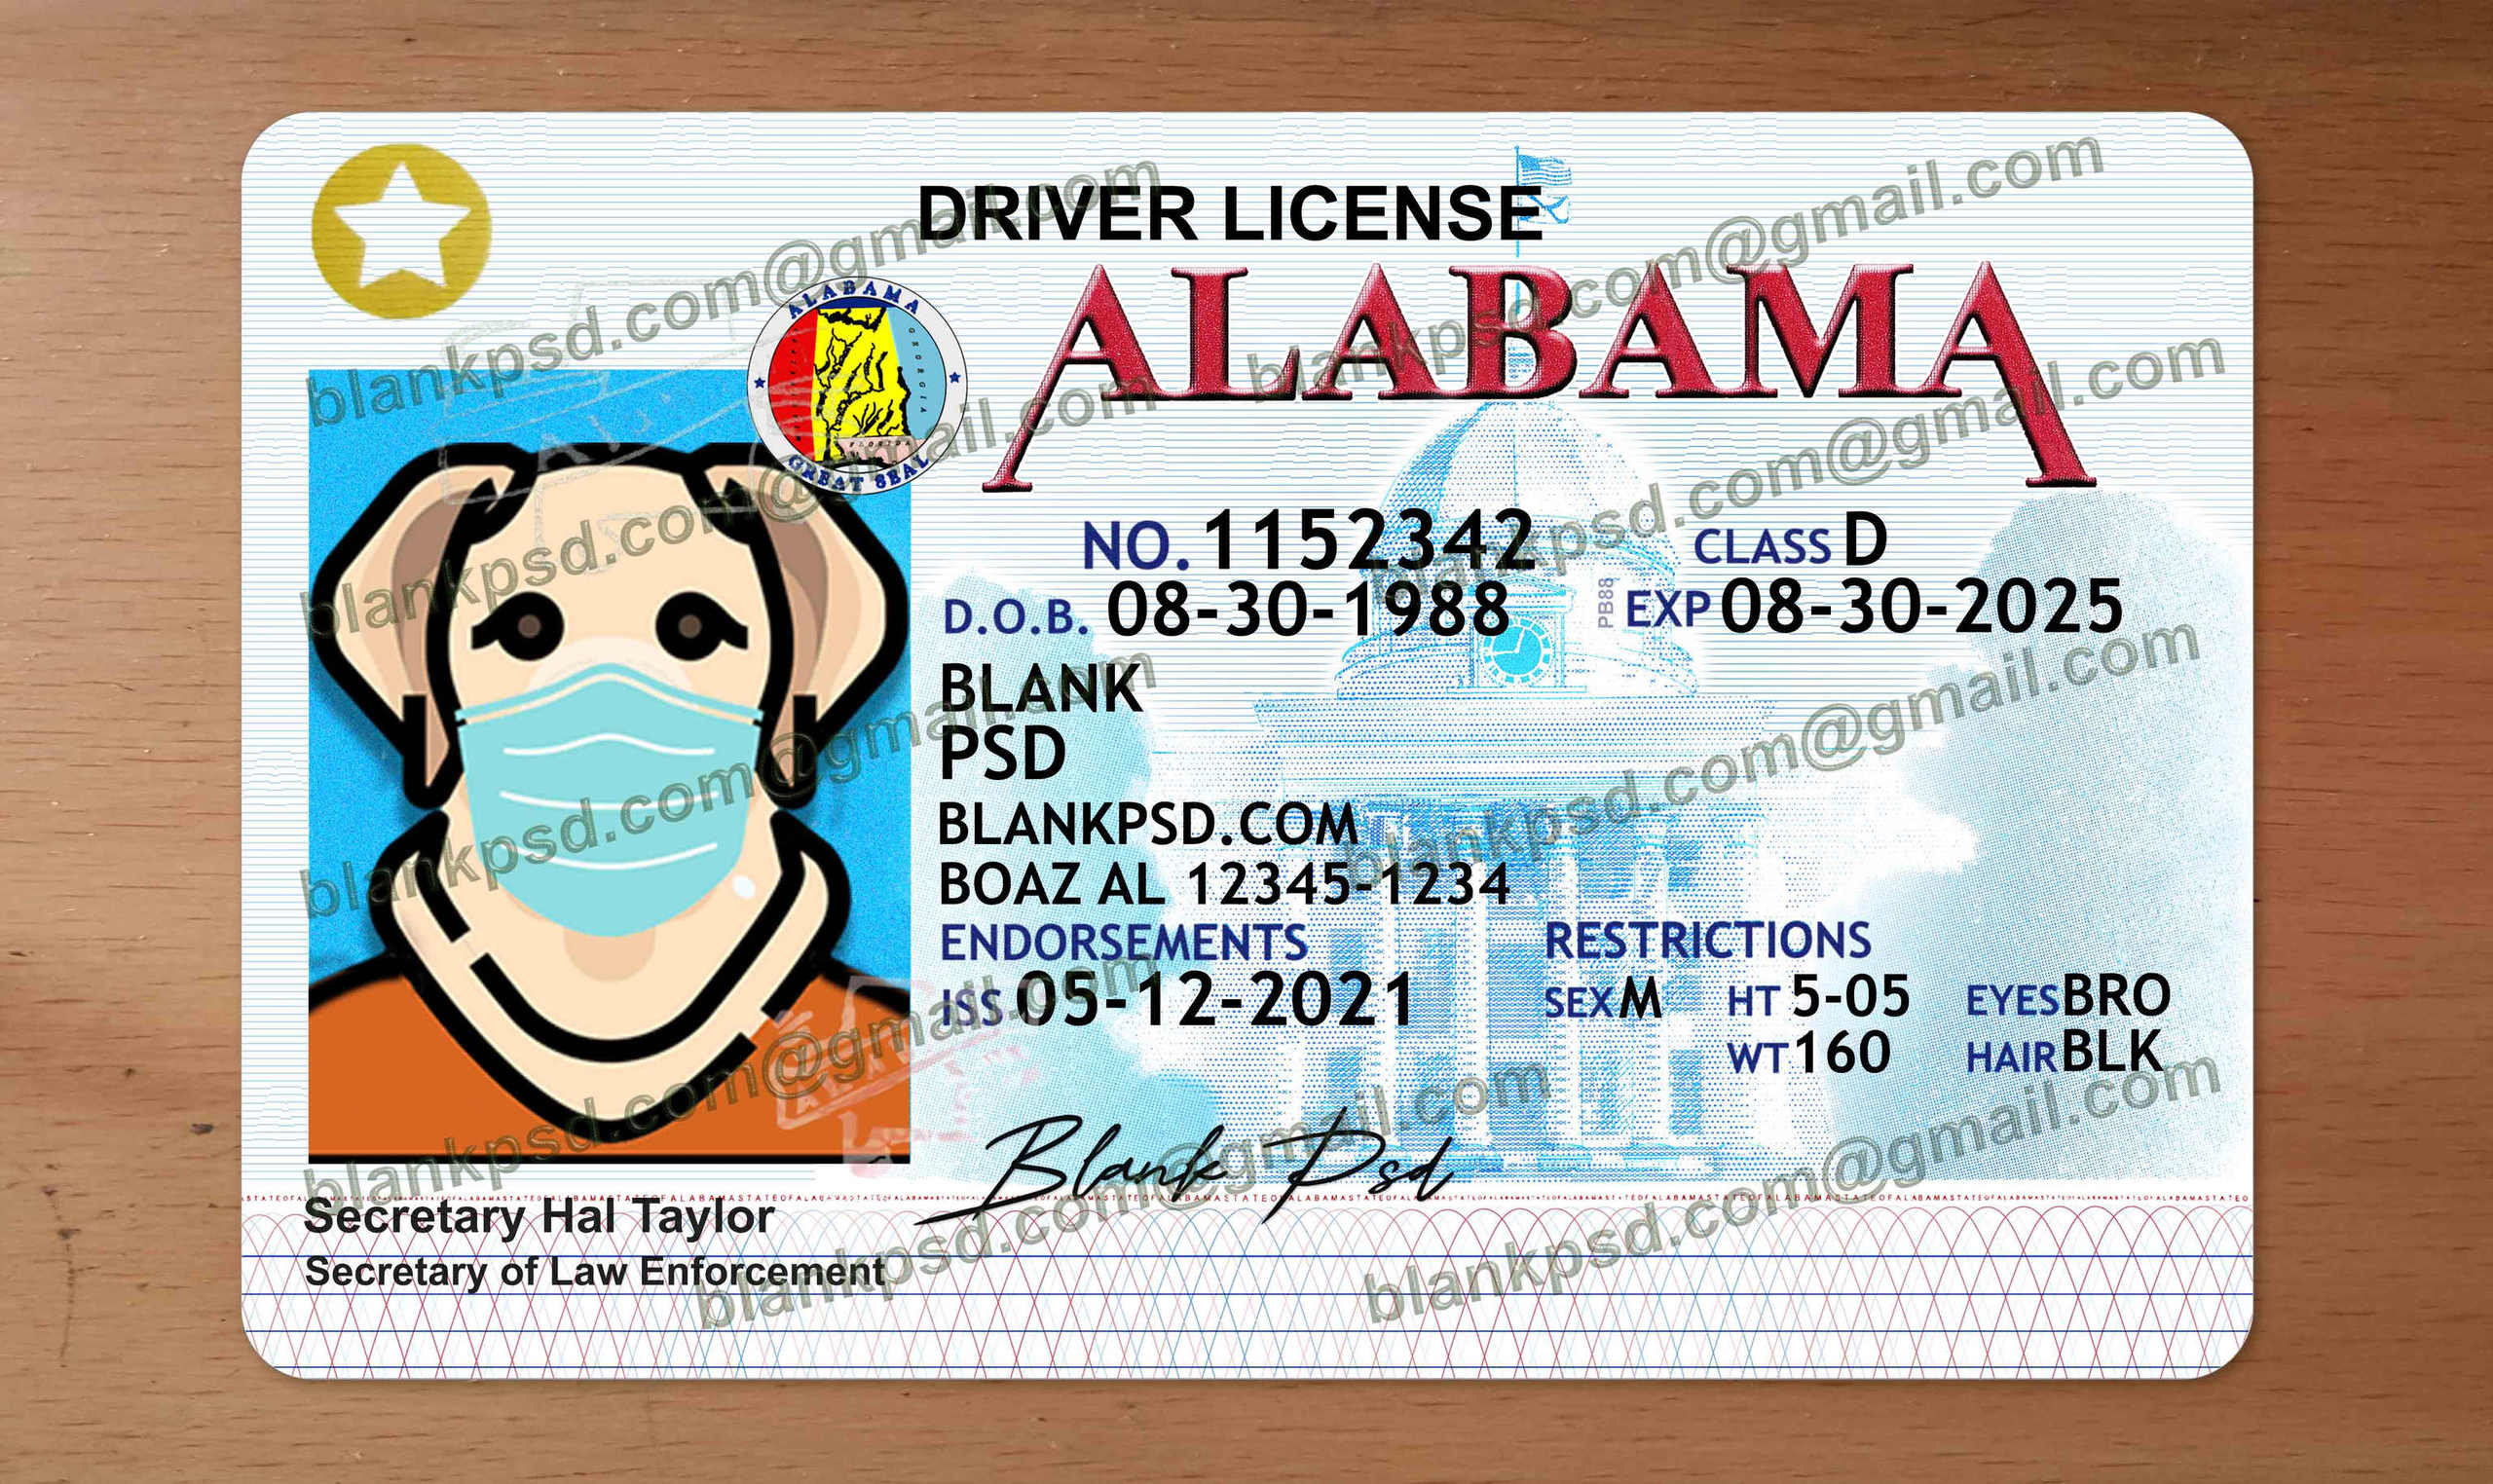 DRIVER LICENSE
ALABAMA
ALABAMA
GEORGIA
FLORIDA
GREAT SEAL
NO. 1152342 CLASS D
D.O.B. 08-30-1988 PB88 EXP 08-30-2025
BLANK
PSD
BLANKPSD.COM
BOAZ AL 12345-1234
ENDORSEMENTS RESTRICTIONS
ISS 05-12-2021 SEX M HT 5-05 EYES BRO
WT 160 HAIR BLK
Blank Psd
STATEOFALABAMASTATEOFALABAMASTATEOFALABAMA
Secretary Hal Taylor
Secretary of Law Enforcement
blankpsd.com@gmail.com
blankpsd.com@gmail.com
blankpsd.com@gmail.com
blankpsd.com@gmail.com
blankpsd.com@gmail.com
blankpsd.com@gmail.com
blankpsd.com@gmail.com
blankpsd.com@gmail.com
blankpsd.com@gmail.com
blankpsd.com@gmail.com